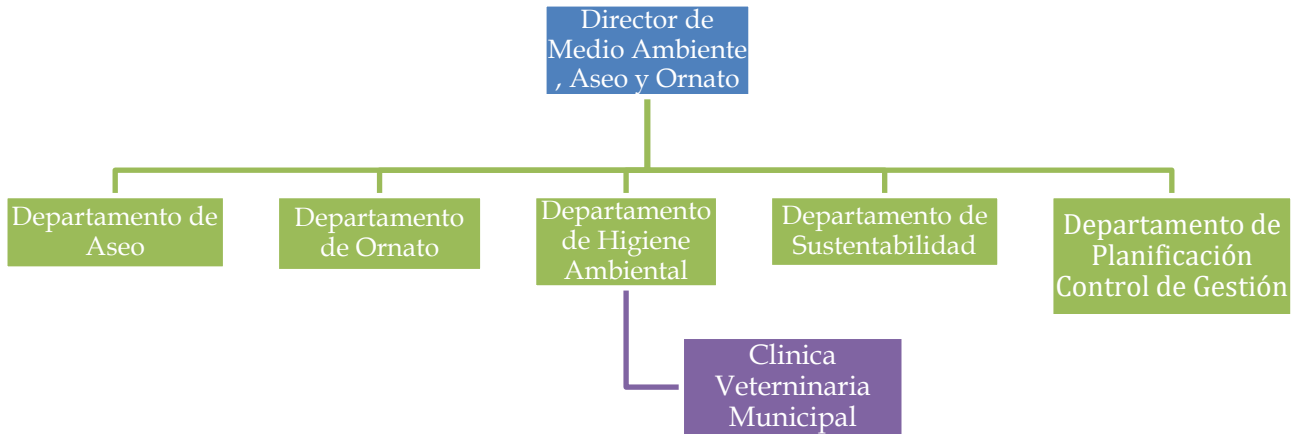 Director de
Medio Ambiente
, Aseo y Ornato
Departamento de
Aseo
Departamento
de Ornato
Departamento
de Higiene
Ambiental
Departamento de
Sustentabilidad
Departamento de
Planificación
Control de Gestión
Clinica
Veterninaria
Municipal